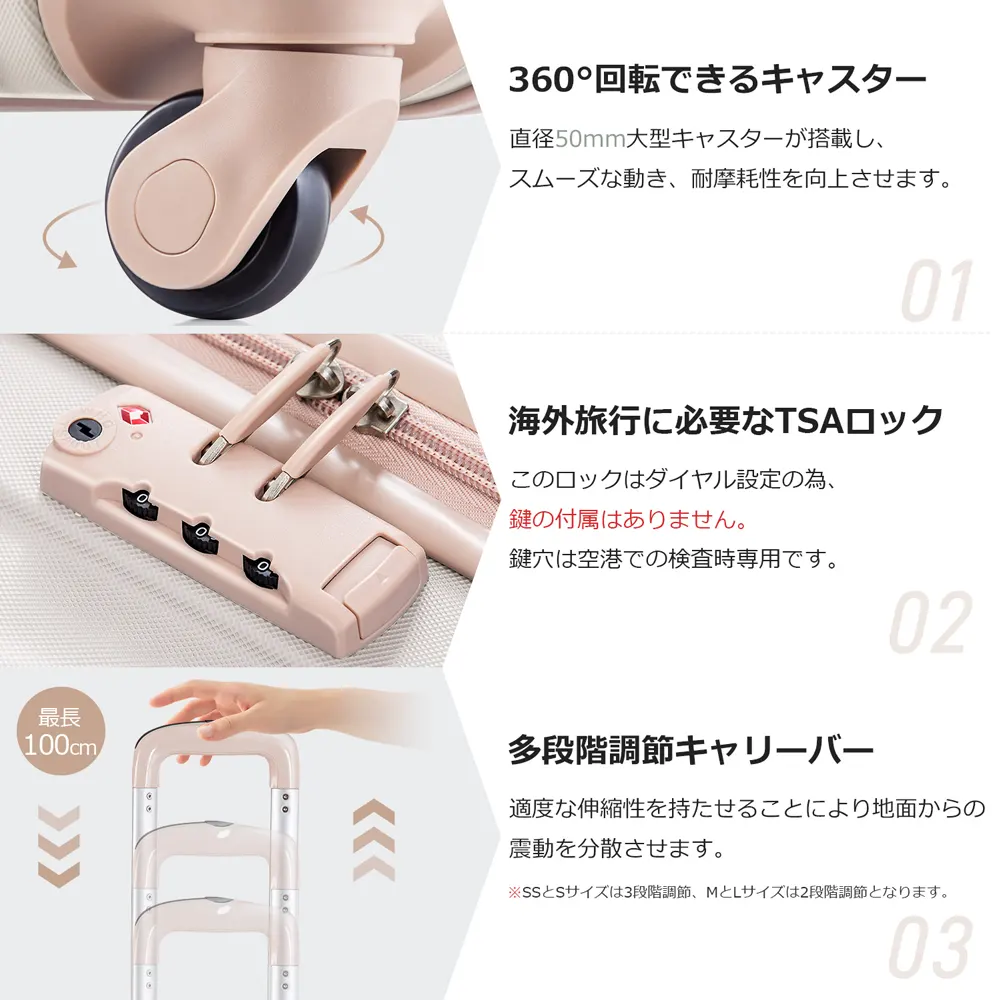 360°回転できるキャスター
直径50mm大型キャスターが搭載し、
スムーズな動き、耐摩耗性を向上させます。
01
海外旅行に必要なTSAロック
このロックはダイヤル設定の為、
鍵の付属はありません。
鍵穴は空港での検査時専用です。
0
0
0
02
最長
100cm
多段階調節キャリーバー
適度な伸縮性を持たせることにより地面からの
震動を分散させます。
※SSとSサイズは3段階調節、MとLサイズは2段階調節となります。
03